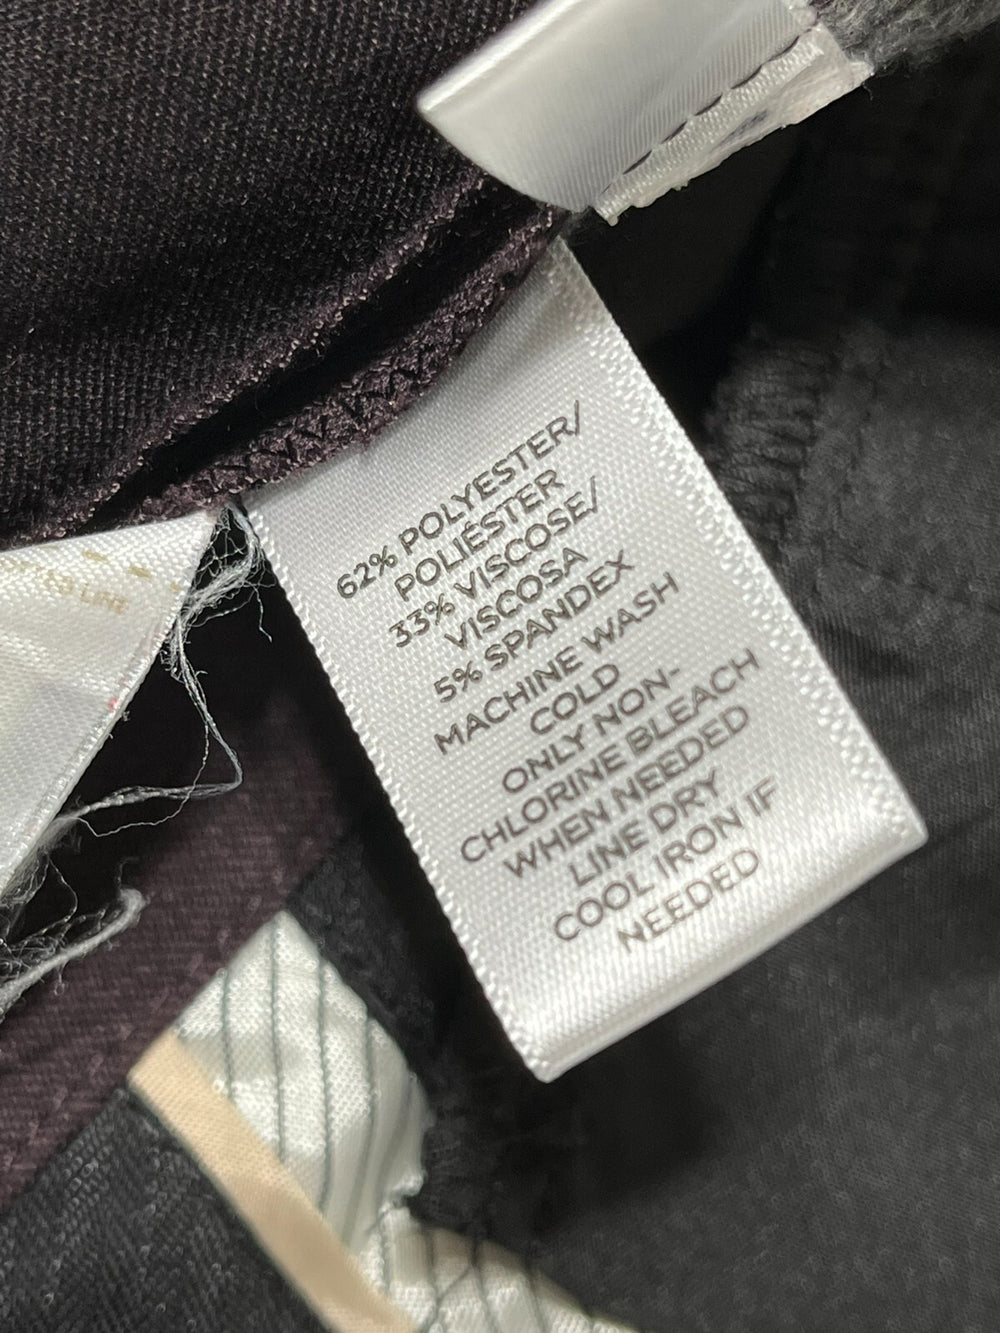 62% POLYESTER/
POLIÉSTER
33% VISCOSE/
VISCOSA
5% SPANDEX
MACHINE WASH
COLD
ONLY NON-
CHLORINE BLEACH
WHEN NEEDED
LINE DRY
COOL IRON IF
NEEDED
LIFE